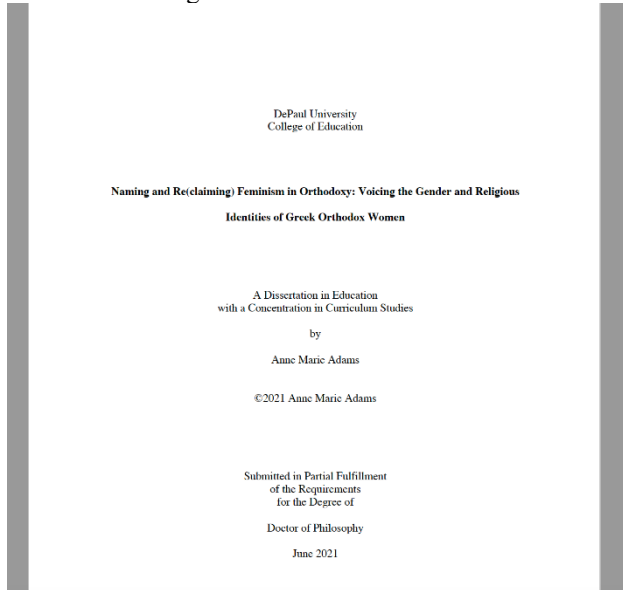 DePaul University
College of Education
Naming and Re(claiming) Feminism in Orthodoxy: Voicing the Gender and Religious
Identities of Greek Orthodox Women
A Dissertation in Education
with a Concentration in Curriculum Studies
by
Anne Marie Adams
©2021 Anne Marie Adams
Submitted in Partial Fulfillment
of the Requirements
for the Degree of
Doctor of Philosophy
June 2021